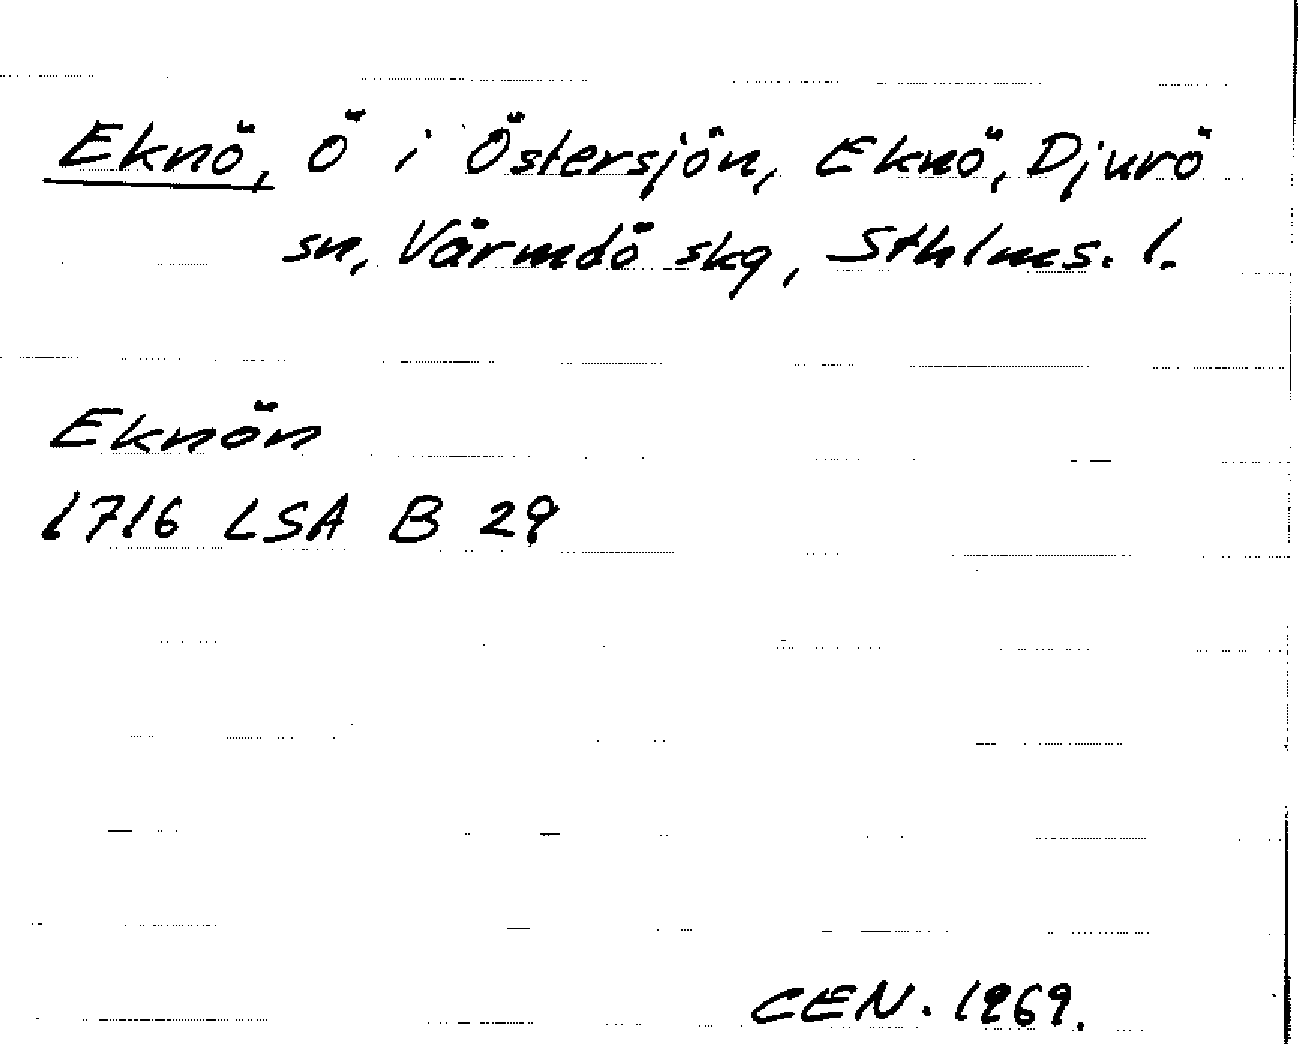 Eknö, Ö i Östersjön, Eknö, Djurö
sn, Värmdö skg, Sthlms. l.
Eknön
1716 LSA B 29
CEN. 1969.